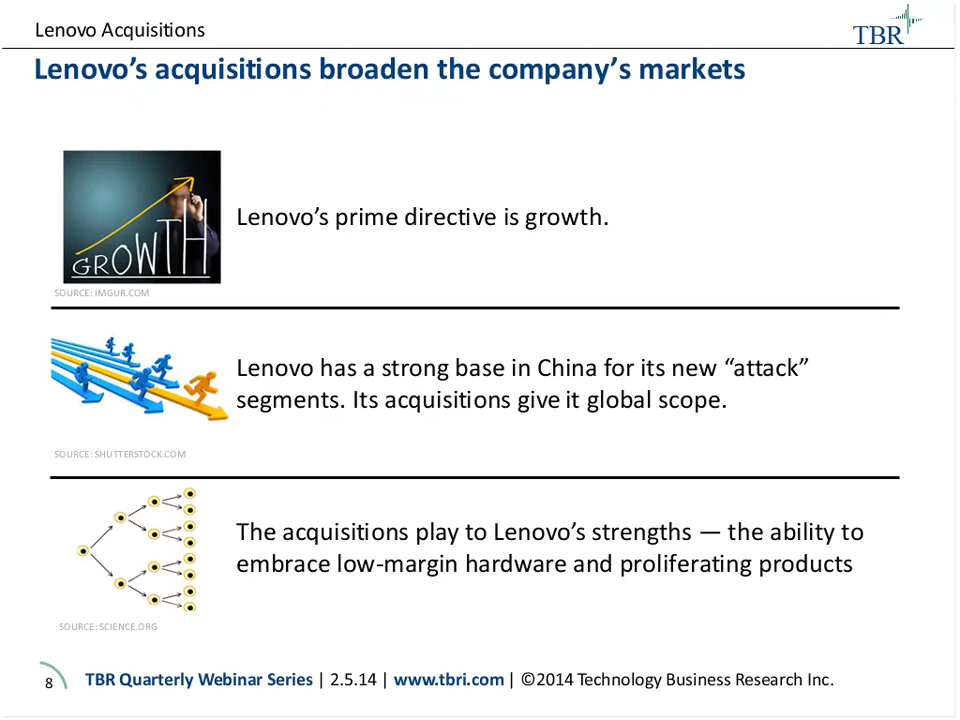 Lenovo Acquisitions
TBR
Lenovo’s acquisitions broaden the company’s markets
GROWTH
Lenovo’s prime directive is growth.
SOURCE: IMGUR.COM
Lenovo has a strong base in China for its new “attack”
segments. Its acquisitions give it global scope.
SOURCE: SHUTTERSTOCK.COM
The acquisitions play to Lenovo’s strengths — the ability to
embrace low-margin hardware and proliferating products
SOURCE: SCIENCE.ORG
8 TBR Quarterly Webinar Series | 2.5.14 | www.tbri.com | ©2014 Technology Business Research Inc.